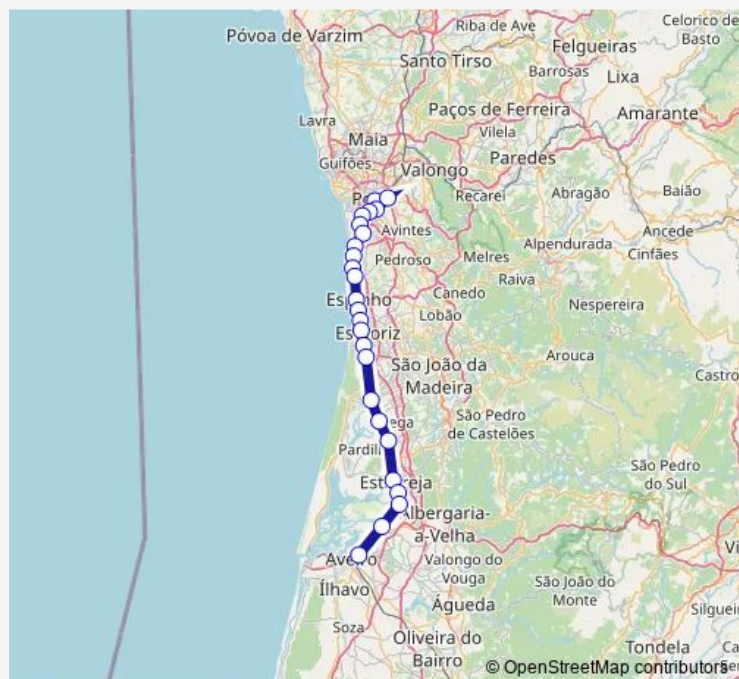 Póvoa de Varzim
Riba de Ave
Celorico de
Basto
Felgueiras
Santo Tirso
Barrosas
Lixa
Paços de Ferreira
Amarante
Lavra
Maia
Vilela
Guifões
Paredes
Valongo
Recarei
Abragão
Baião
Avintes
Ancede
Alpendurada
Cinfães
Pedroso
Melres
Raiva
Canedo
Nespereira
Lobão
Arouca
São João da
Madeira
Castro
São Pedro
de Castelões
Pardil
São Pedro
do Sul
Albergaria-
a-Velha
Valongo do
Vouga
Ílhavo
São João do
Monte
Águeda
Soza
Oliveira do
Bairro
Tondela
© OpenStreetMap contributors